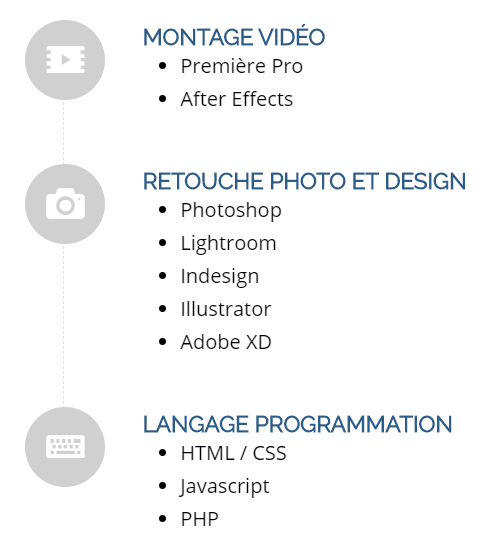 MONTAGE VIDÉO
Première Pro
After Effects
RETOUCHE PHOTO ET DESIGN
Photoshop
Lightroom
Indesign
Illustrator
Adobe XD
LANGAGE PROGRAMMATION
HTML / CSS
Javascript
PHP